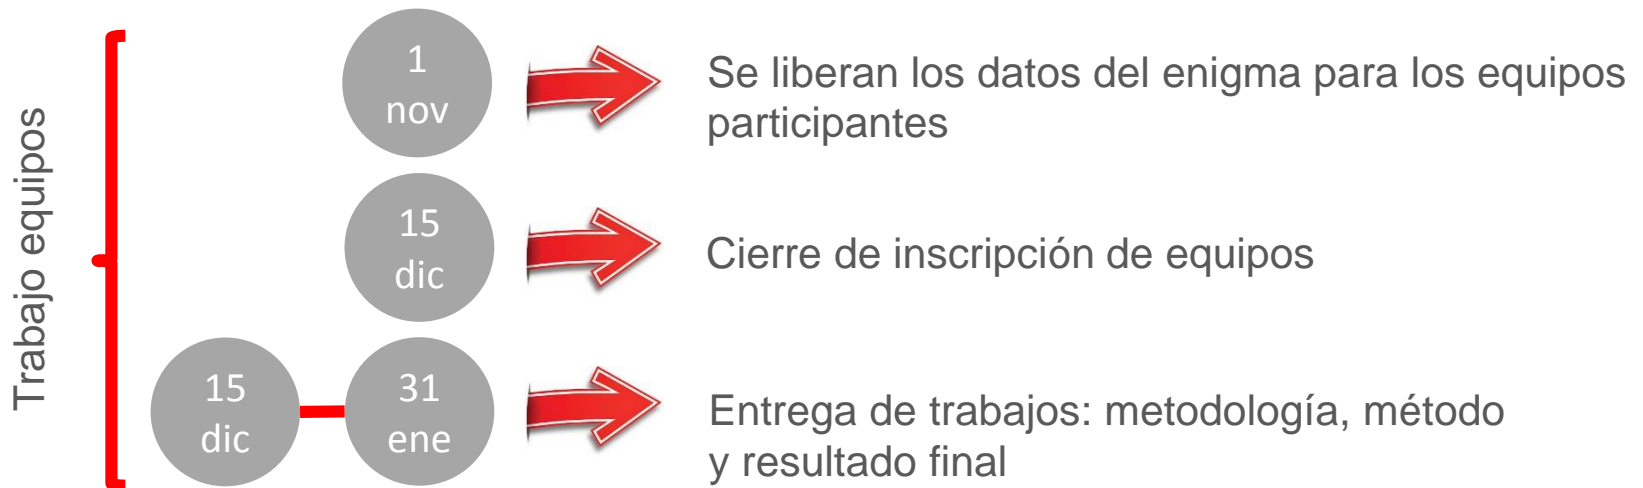 Trabajo equipos
1
nov
Se liberan los datos del enigma para los equipos
participantes
15
dic
Cierre de inscripción de equipos
15
dic
31
ene
Entrega de trabajos: metodología, método
y resultado final